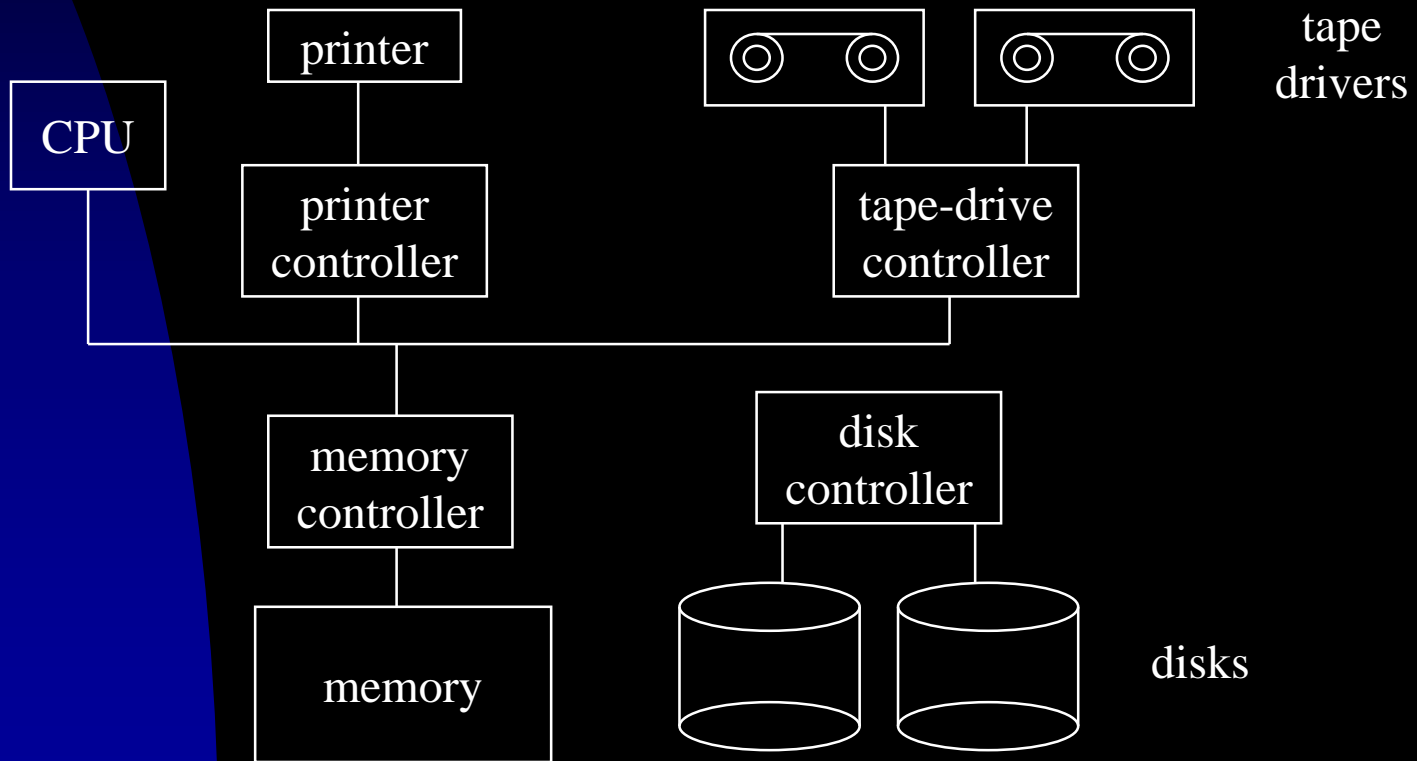 printer
tape
drivers
CPU
printer
controller
tape-drive
controller
memory
controller
disk
controller
memory
disks